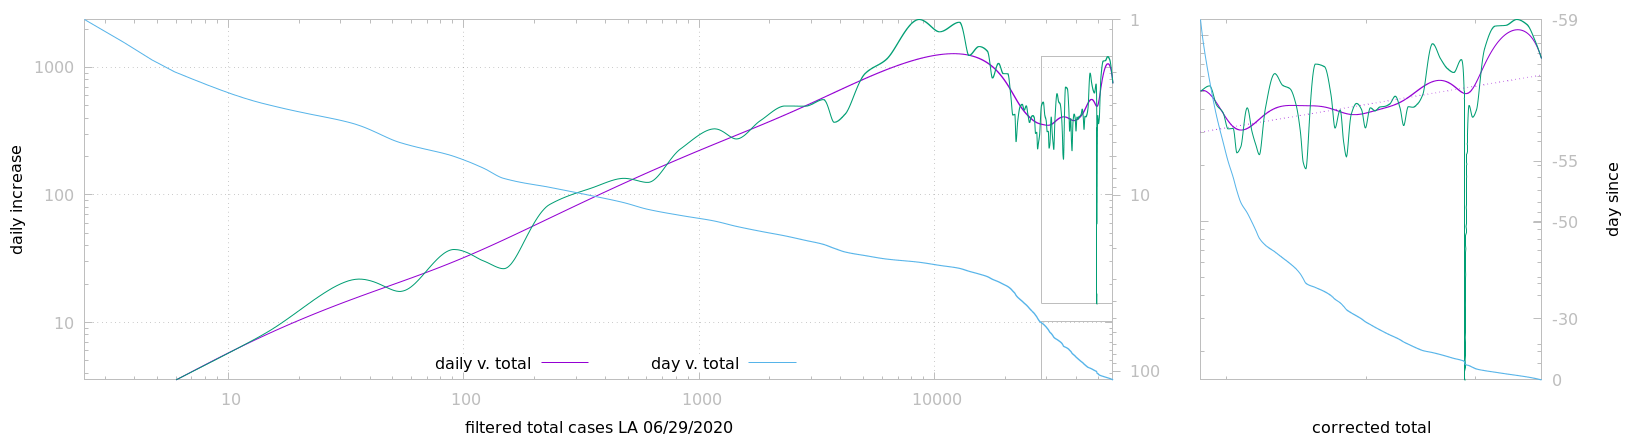 daily increase
1000
100
10
daily v. total
day v. total
10
100
1000
10000
1
10
100
filtered total cases LA 06/29/2020
-59
-55
-50
-30
0
day since
corrected total